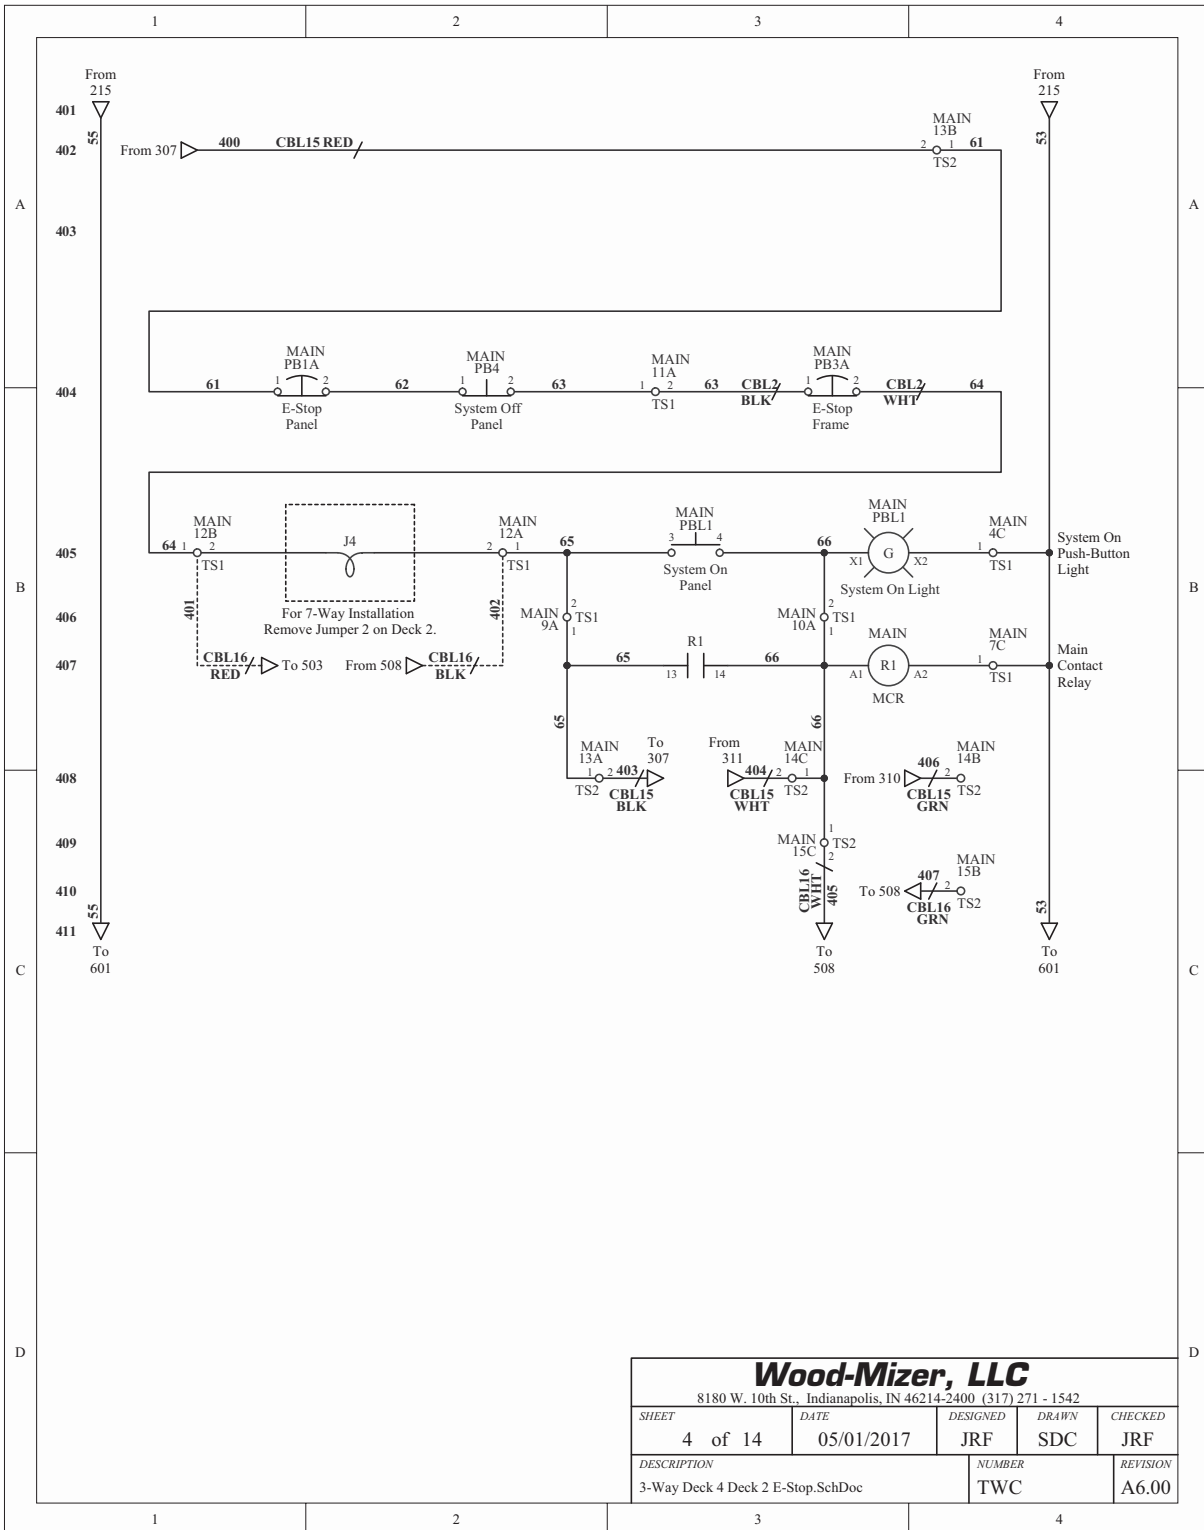 1 2 3 4
From
215
From
215
401
55
53
402
From 307
400
CBL15 RED
MAIN
13B
2 1
61
TS2
A
A
403
MAIN
PB1A
MAIN
PB4
MAIN
11A
MAIN
PB3A
404
61
1 2
62
1 2
63
1 2
63
CBL2
BLK
1 2
CBL2
WHT
64
E-Stop
Panel
System Off
Panel
TS1
E-Stop
Frame
MAIN
12B
J4
MAIN
12A
MAIN
PBL1
MAIN
PBL1
MAIN
4C
405
64
1 2
TS1
2 1
TS1
65
3 4
System On
Panel
66
X1
G
X2
System On Light
1
TS1
System On
Push-Button
Light
B
B
401
For 7-Way Installation
Remove Jumper 2 on Deck 2.
402
406
MAIN
9A
2
TS1
1
MAIN
10A
2
TS1
1
407
CBL16
RED
To 503
From 508
CBL16
BLK
65
R1
13 14
66
MAIN
A1
R1
A2
MCR
MAIN
7C
1
TS1
Main
Contact
Relay
65
66
408
MAIN
13A
1 2
TS2
403
CBL15
BLK
To
307
From
311
404
CBL15
WHT
MAIN
14C
2 1
TS2
From 310
406
CBL15
GRN
MAIN
14B
2
TS2
409
MAIN
15C
1
TS2
2
410
CBL16
WHT
405
To 508
407
CBL16
GRN
MAIN
15B
2
TS2
55
53
411
To
601
To
508
To
601
C
C
D
D
Wood-Mizer, LLC
8180 W. 10th St., Indianapolis, IN 46214-2400 (317) 271 - 1542
SHEET DATE DESIGNED DRAWN CHECKED
4 of 14 05/01/2017 JRF SDC JRF
DESCRIPTION NUMBER REVISION
3-Way Deck 4 Deck 2 E-Stop.SchDoc TWC A6.00
1 2 3 4